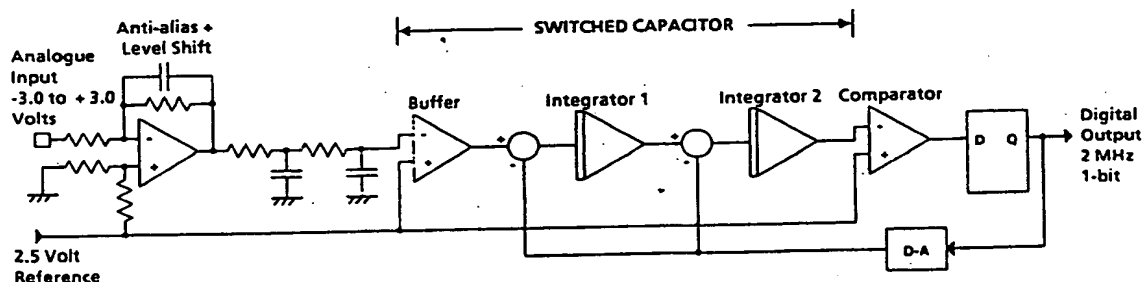 SWITCHED CAPACITOR
Anti-alias +
Level Shift
Analogue
Input
-3.0 to + 3.0
Volts
Buffer
Integrator 1
Integrator 2
Comparator
Digital
Output
2 MHz
1-bit
-
+
-
+
+
-
+
-
-
+
D
Q
D-A
2.5 Volt
Reference